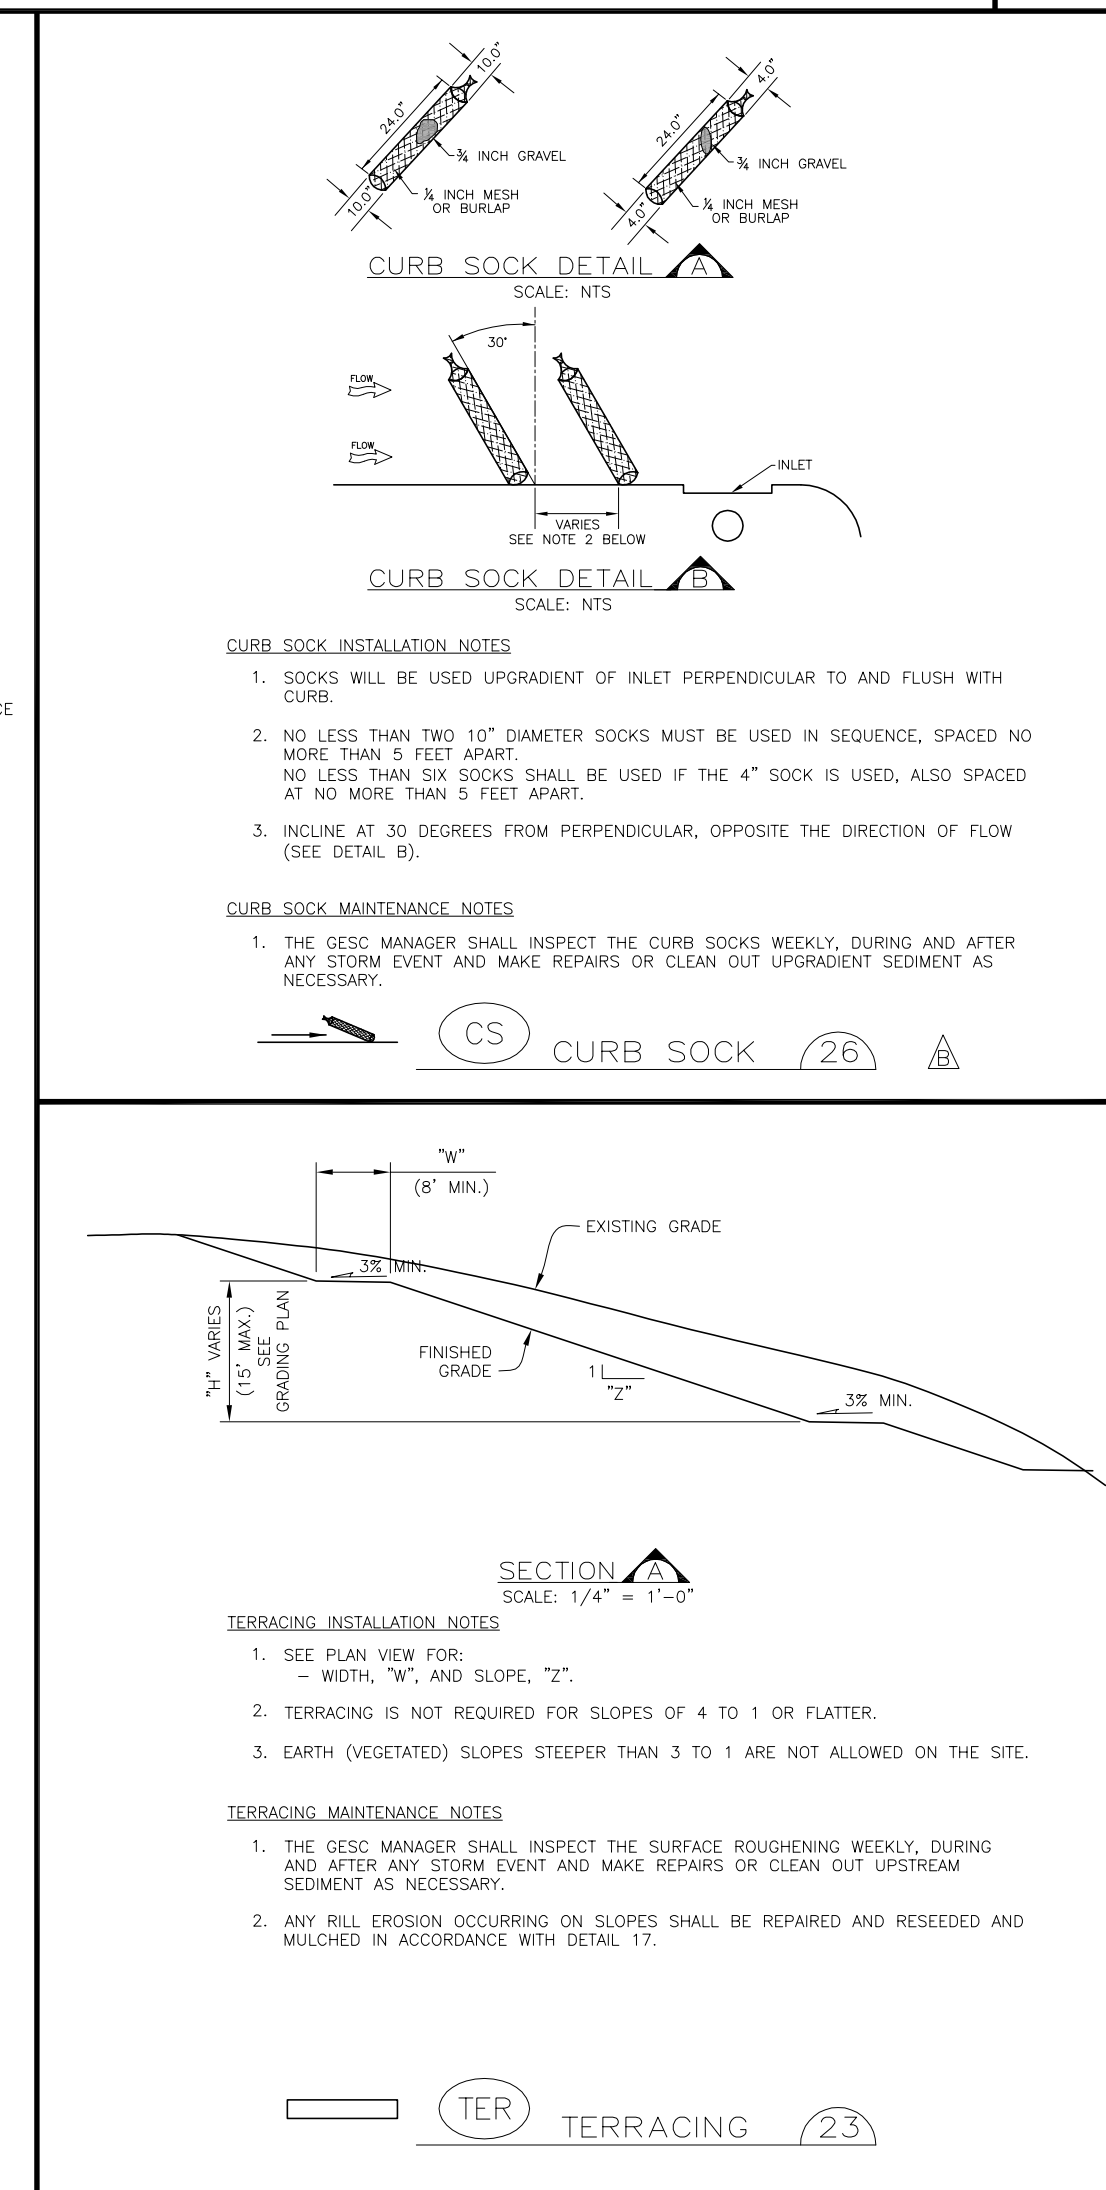 10.0"
24.0"
¾ INCH GRAVEL
¼ INCH MESH
OR BURLAP
10.0"
4.0"
24.0"
¾ INCH GRAVEL
¼ INCH MESH
OR BURLAP
4.0"
CURB SOCK DETAIL A
SCALE: NTS
30°
FLOW
FLOW
INLET
VARIES
SEE NOTE 2 BELOW
CURB SOCK DETAIL B
SCALE: NTS
CURB SOCK INSTALLATION NOTES
1. SOCKS WILL BE USED UPGRADIENT OF INLET PERPENDICULAR TO AND FLUSH WITH
CURB.
CE
2. NO LESS THAN TWO 10" DIAMETER SOCKS MUST BE USED IN SEQUENCE, SPACED NO
MORE THAN 5 FEET APART.
NO LESS THAN SIX SOCKS SHALL BE USED IF THE 4" SOCK IS USED, ALSO SPACED
AT NO MORE THAN 5 FEET APART.
3. INCLINE AT 30 DEGREES FROM PERPENDICULAR, OPPOSITE THE DIRECTION OF FLOW
(SEE DETAIL B).
CURB SOCK MAINTENANCE NOTES
1. THE GESC MANAGER SHALL INSPECT THE CURB SOCKS WEEKLY, DURING AND AFTER
ANY STORM EVENT AND MAKE REPAIRS OR CLEAN OUT UPGRADIENT SEDIMENT AS
NECESSARY.
CS CURB SOCK 26 B
"W"
(8' MIN.)
EXISTING GRADE
3% MIN.
"H" VARIES
(15' MAX.)
SEE
GRADING PLAN
FINISHED
GRADE
1
"Z"
3% MIN.
SECTION A
SCALE: 1/4" = 1'-0"
TERRACING INSTALLATION NOTES
1. SEE PLAN VIEW FOR:
– WIDTH, "W", AND SLOPE, "Z".
2. TERRACING IS NOT REQUIRED FOR SLOPES OF 4 TO 1 OR FLATTER.
3. EARTH (VEGETATED) SLOPES STEEPER THAN 3 TO 1 ARE NOT ALLOWED ON THE SITE.
TERRACING MAINTENANCE NOTES
1. THE GESC MANAGER SHALL INSPECT THE SURFACE ROUGHENING WEEKLY, DURING
AND AFTER ANY STORM EVENT AND MAKE REPAIRS OR CLEAN OUT UPSTREAM
SEDIMENT AS NECESSARY.
2. ANY RILL EROSION OCCURRING ON SLOPES SHALL BE REPAIRED AND RESEEDED AND
MULCHED IN ACCORDANCE WITH DETAIL 17.
TER TERRACING 23